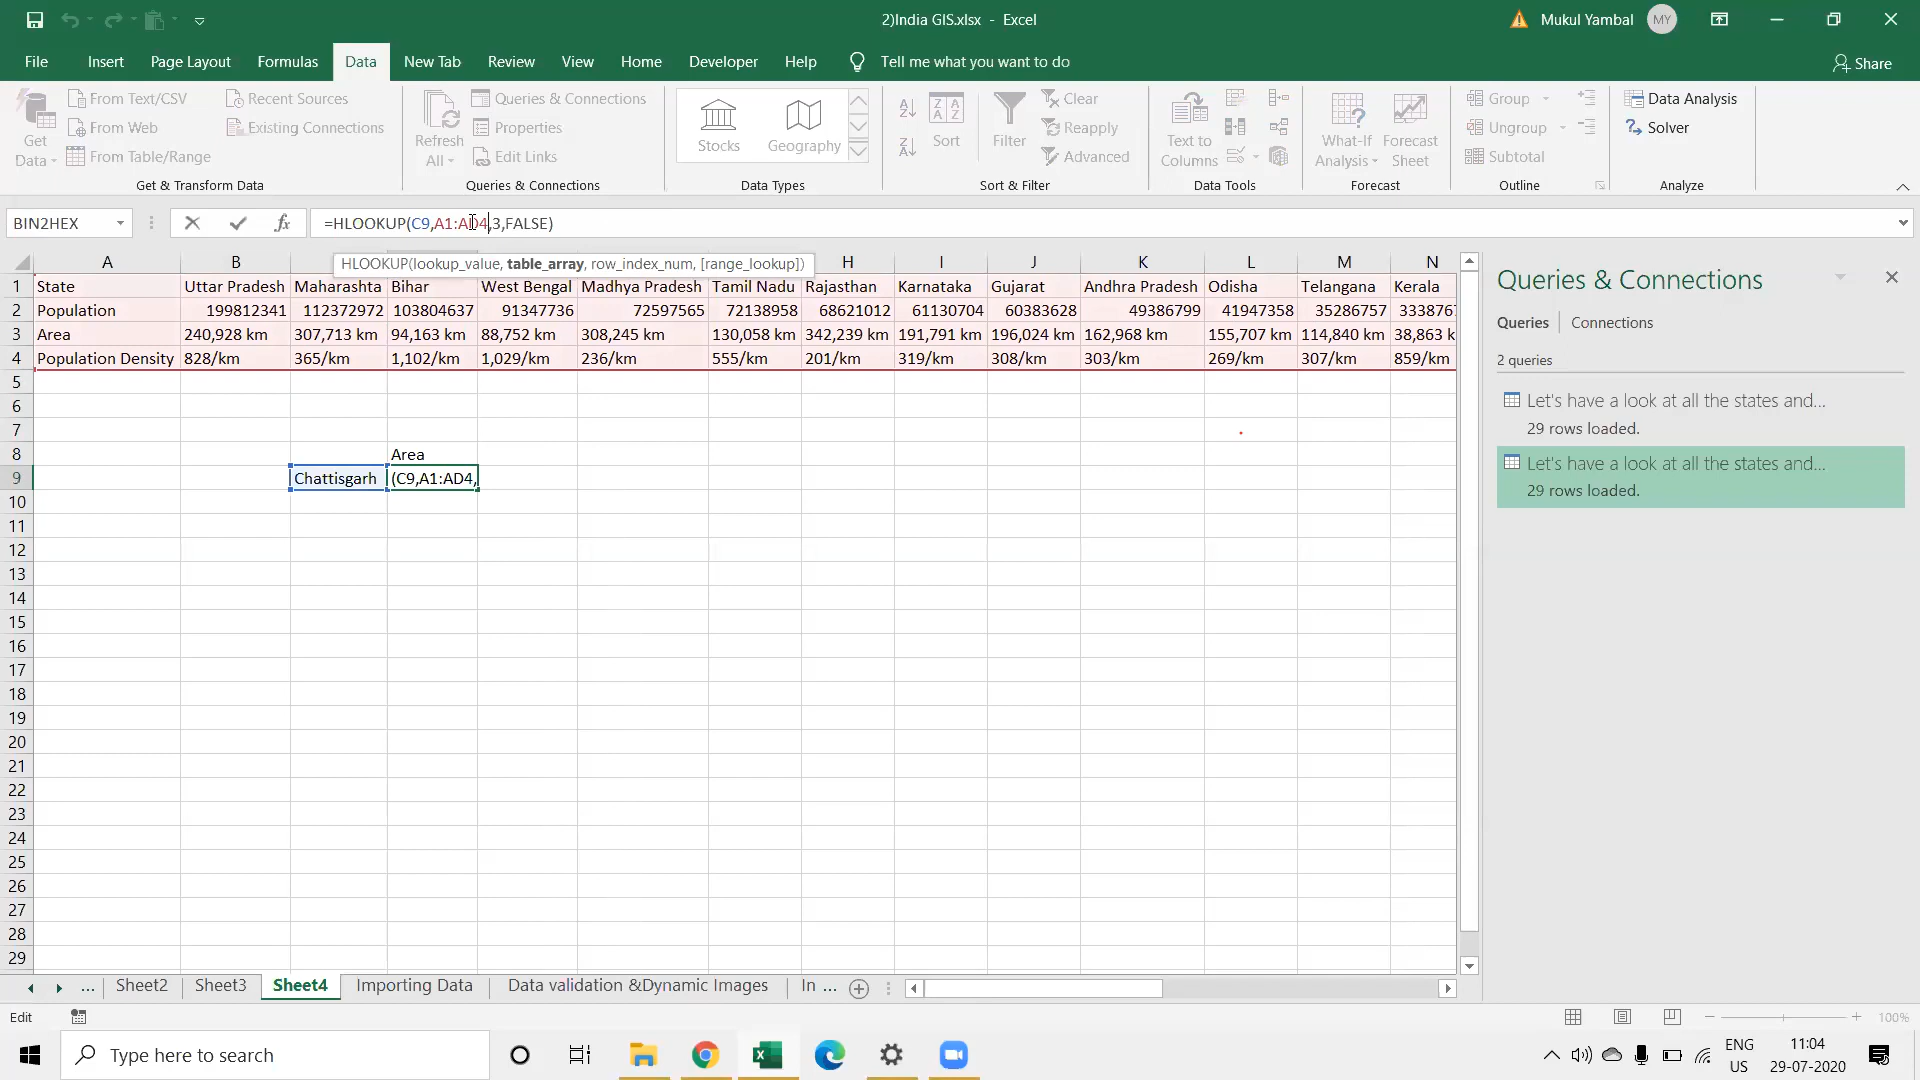 2)India GIS.xlsx - Excel
Mukul Yambal MY
File Insert Page Layout Formulas Data New Tab Review View Home Developer Help Tell me what you want to do Share
Get Data
From Text/CSV
From Web
From Table/Range
Recent Sources
Existing Connections
Get & Transform Data
Refresh All
Queries & Connections
Properties
Edit Links
Queries & Connections
Stocks Geography
Data Types
Sort
Filter
Clear
Reapply
Advanced
Sort & Filter
Text to Columns
Data Tools
What-If Analysis
Forecast Sheet
Forecast
Group
Ungroup
Subtotal
Outline
Data Analysis
Solver
Analyze
BIN2HEX fx =HLOOKUP(C9,A1:AD4,3,FALSE)
HLOOKUP(lookup_value, table_array, row_index_num, [range_lookup])
A B H I J K L M N
1 State Uttar Pradesh Maharashta Bihar West Bengal Madhya Pradesh Tamil Nadu Rajasthan Karnataka Gujarat Andhra Pradesh Odisha Telangana Kerala
2 Population 199812341 112372972 103804637 91347736 72597565 72138958 68621012 61130704 60383628 49386799 41947358 35286757 3338767
3 Area 240,928 km 307,713 km 94,163 km 88,752 km 308,245 km 130,058 km 342,239 km 191,791 km 196,024 km 162,968 km 155,707 km 114,840 km 38,863 k
4 Population Density 828/km 365/km 1,102/km 1,029/km 236/km 555/km 201/km 319/km 308/km 303/km 269/km 307/km 859/km
5
6
7
8 Area
9 Chattisgarh (C9,A1:AD4,
10
11
12
13
14
15
16
17
18
19
20
21
22
23
24
25
26
27
28
29
Queries & Connections
Queries Connections
2 queries
Let's have a look at all the states and...
29 rows loaded.
Let's have a look at all the states and...
29 rows loaded.
... Sheet2 Sheet3 Sheet4 Importing Data Data validation &Dynamic Images In ...
Edit 100%
Type here to search
ENG
US
11:04
29-07-2020